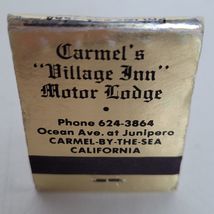 Carmel's
"Village Inn"
Motor Lodge
•
Phone 624-3864
Ocean Ave. at Junipero
CARMEL-BY-THE-SEA
CALIFORNIA